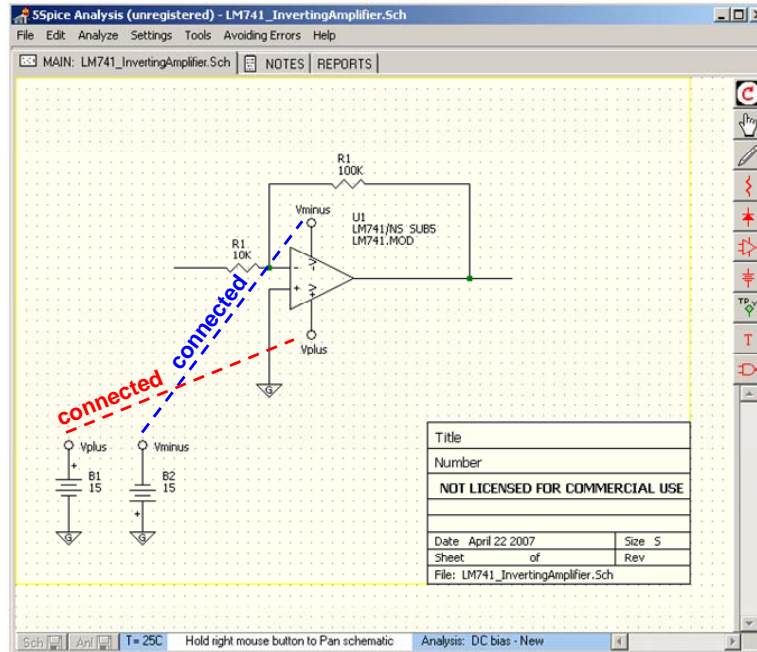 5Spice Analysis (unregistered) - LM741_InvertingAmplifier.Sch
File Edit Analyze Settings Tools Avoiding Errors Help
MAIN: LM741_InvertingAmplifier.Sch NOTES REPORTS
R1
100K
Vminus
U1
LM741/NS SUBS
LM741.MOD
R1
10K
- V-
+ V+
Vplus
G
connected
connected
Vplus
Vminus
+
B1
15
B2
15
+
G
G
C
TP V
T
Title
Number
NOT LICENSED FOR COMMERCIAL USE
Date April 22 2007 Size S
Sheet of Rev
File: LM741_InvertingAmplifier.Sch
Sch Anl T= 25C Hold right mouse button to Pan schematic Analysis: DC bias - New